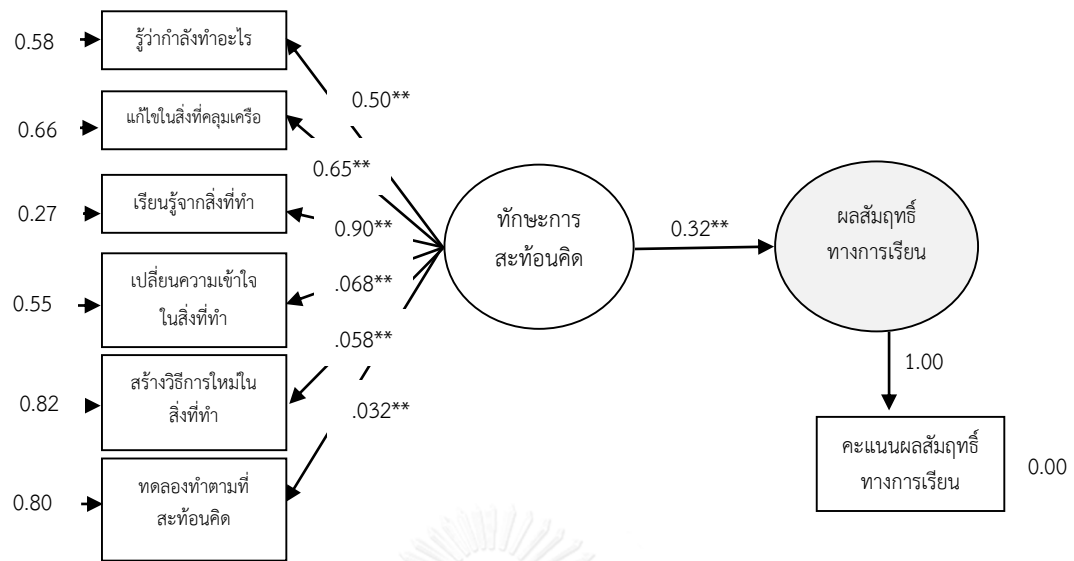 0.58
รู้ว่ากำลังทำอะไร
0.50**
0.66
แก้ไขในสิ่งที่คลุมเครือ
0.65**
0.27
เรียนรู้จากสิ่งที่ทำ
0.90**
ทักษะการ
สะท้อนคิด
0.32**
ผลสัมฤทธิ์
ทางการเรียน
0.55
เปลี่ยนความเข้าใจ
ในสิ่งที่ทำ
.068**
.058**
0.82
สร้างวิธีการใหม่ใน
สิ่งที่ทำ
.032**
1.00
0.80
ทดลองทำตามที่
สะท้อนคิด
คะแนนผลสัมฤทธิ์
ทางการเรียน
0.00